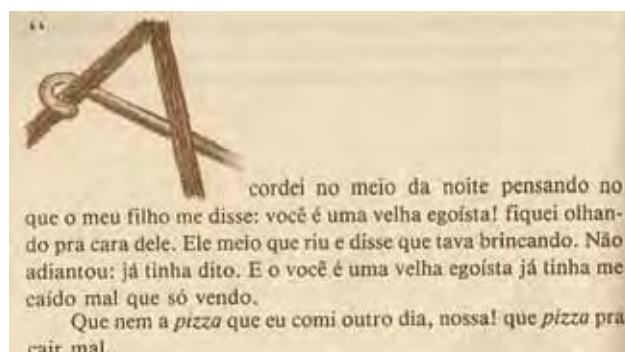 “A
cordei no meio da noite pensando no
que o meu filho me disse: você é uma velha egoísta! fiquei olhan-
do pra cara dele. Ele meio que riu e disse que tava brincando. Não
adiantou: já tinha dito. E o você é uma velha egoísta já tinha me
caído mal que só vendo.
Que nem a pizza que eu comi outro dia, nossa! que pizza pra
cair mal.